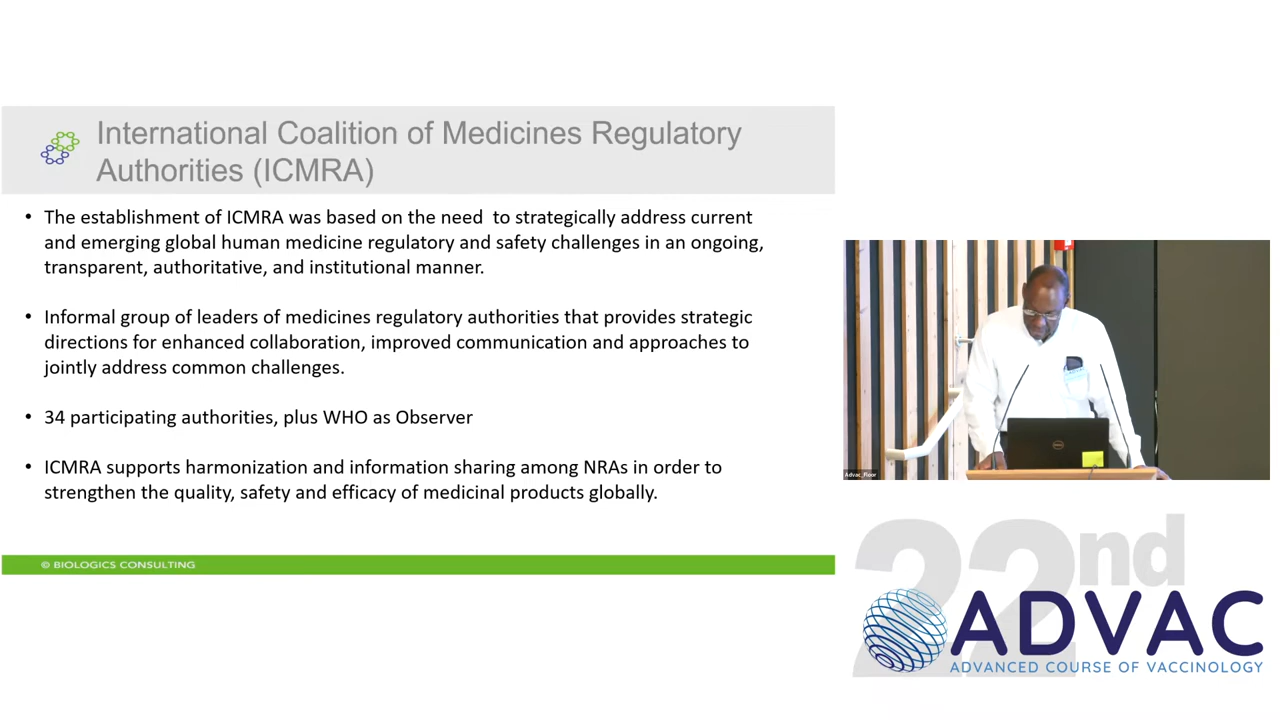 International Coalition of Medicines Regulatory
Authorities (ICMRA)
• The establishment of ICMRA was based on the need  to strategically address current
and emerging global human medicine regulatory and safety challenges in an ongoing,
transparent, authoritative, and institutional manner.
• Informal group of leaders of medicines regulatory authorities that provides strategic
directions for enhanced collaboration, improved communication and approaches to
jointly address common challenges.
• 34 participating authorities, plus WHO as Observer
• ICMRA supports harmonization and information sharing among NRAs in order to
strengthen the quality, safety and efficacy of medicinal products globally.
© BIOLOGICS CONSULTING
Advac_Floor
DELL
22nd
ADVAC
ADVANCED COURSE OF VACCINOLOGY